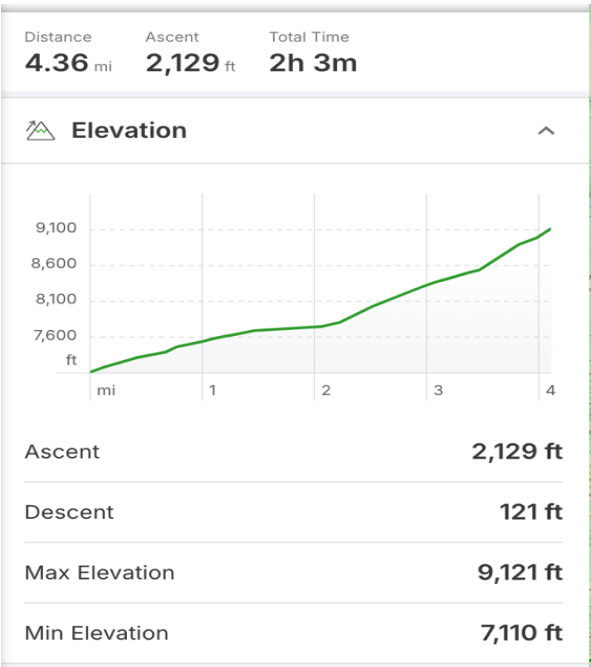 Distance Ascent Total Time
4.36 mi 2,129 ft 2h 3m
Elevation
9,100
8,600
8,100
7,600
ft
mi 1 2 3 4
Ascent 2,129 ft
Descent 121 ft
Max Elevation 9,121 ft
Min Elevation 7,110 ft